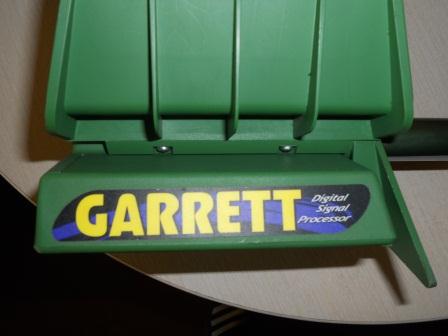 GARRETT
Digital
Signal
Processor